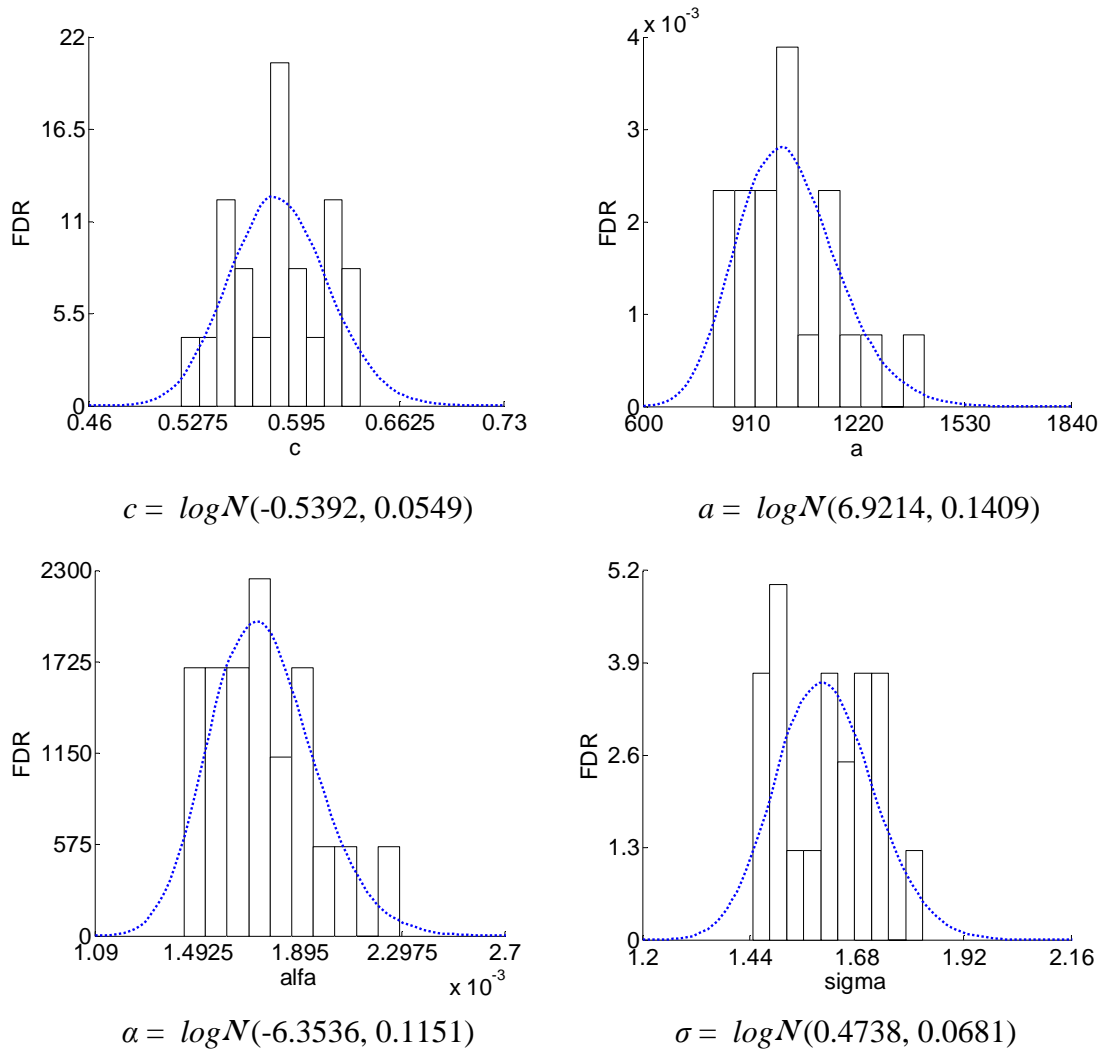 22
16.5
11
5.5
0
FDR
0.46 0.5275 0.595 0.6625 0.73
c
c = logN(-0.5392, 0.0549)
x 10^-3
4
3
2
1
0
FDR
600 910 1220 1530 1840
a
a = logN(6.9214, 0.1409)
2300
1725
1150
575
0
FDR
1.09 1.4925 1.895 2.2975 2.7
alfa
x 10^-3
α = logN(-6.3536, 0.1151)
5.2
3.9
2.6
1.3
0
FDR
1.2 1.44 1.68 1.92 2.16
sigma
σ = logN(0.4738, 0.0681)